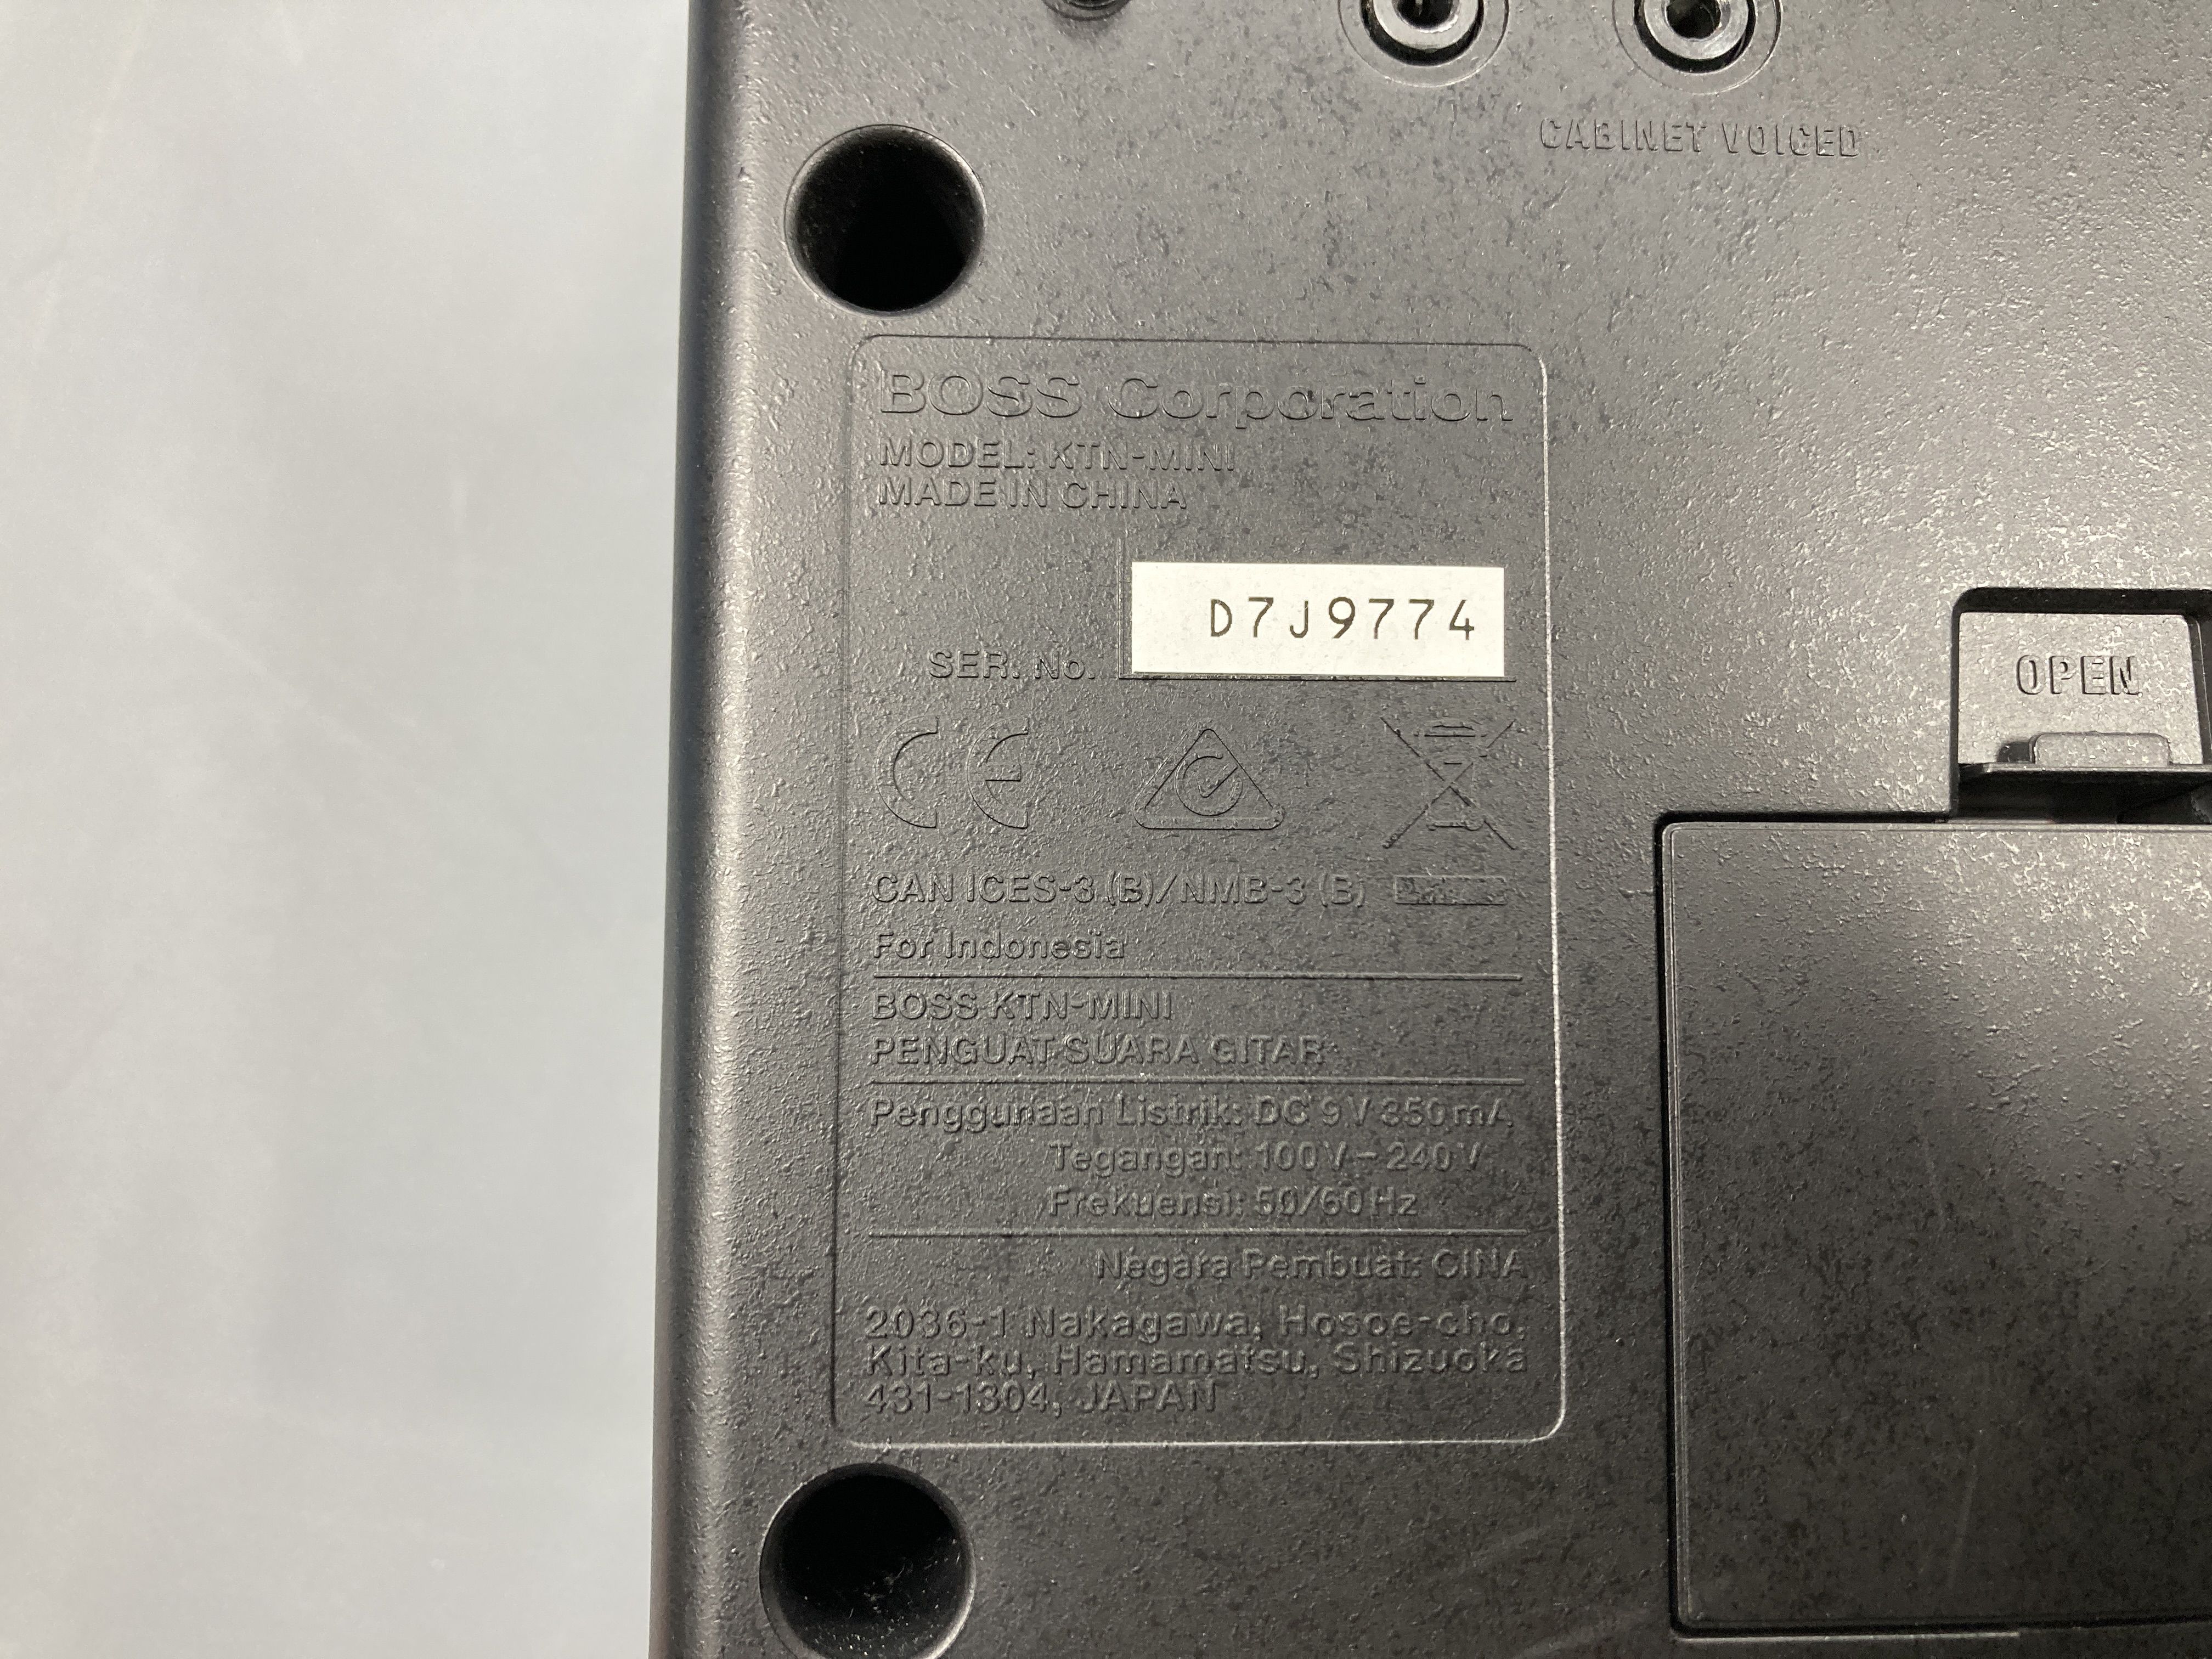 CABINET VOICED
BOSS Corporation
MODEL: KTN-MINI
MADE IN CHINA
D7J9774
SER. No.
OPEN
CE
CAN ICES-3 (B)/NMB-3 (B)
For Indonesia
BOSS KTN-MINI
PENGUAT SUARA GITAR
Penggunaan Listrik: DC 9 V 350 mA
Tegangan: 100 V – 240 V
Frekuensi: 50/60 Hz
Negara Pembuat: CINA
2036-1 Nakagawa, Hosoe-cho,
Kita-ku, Hamamatsu, Shizuoka
431-1304, JAPAN